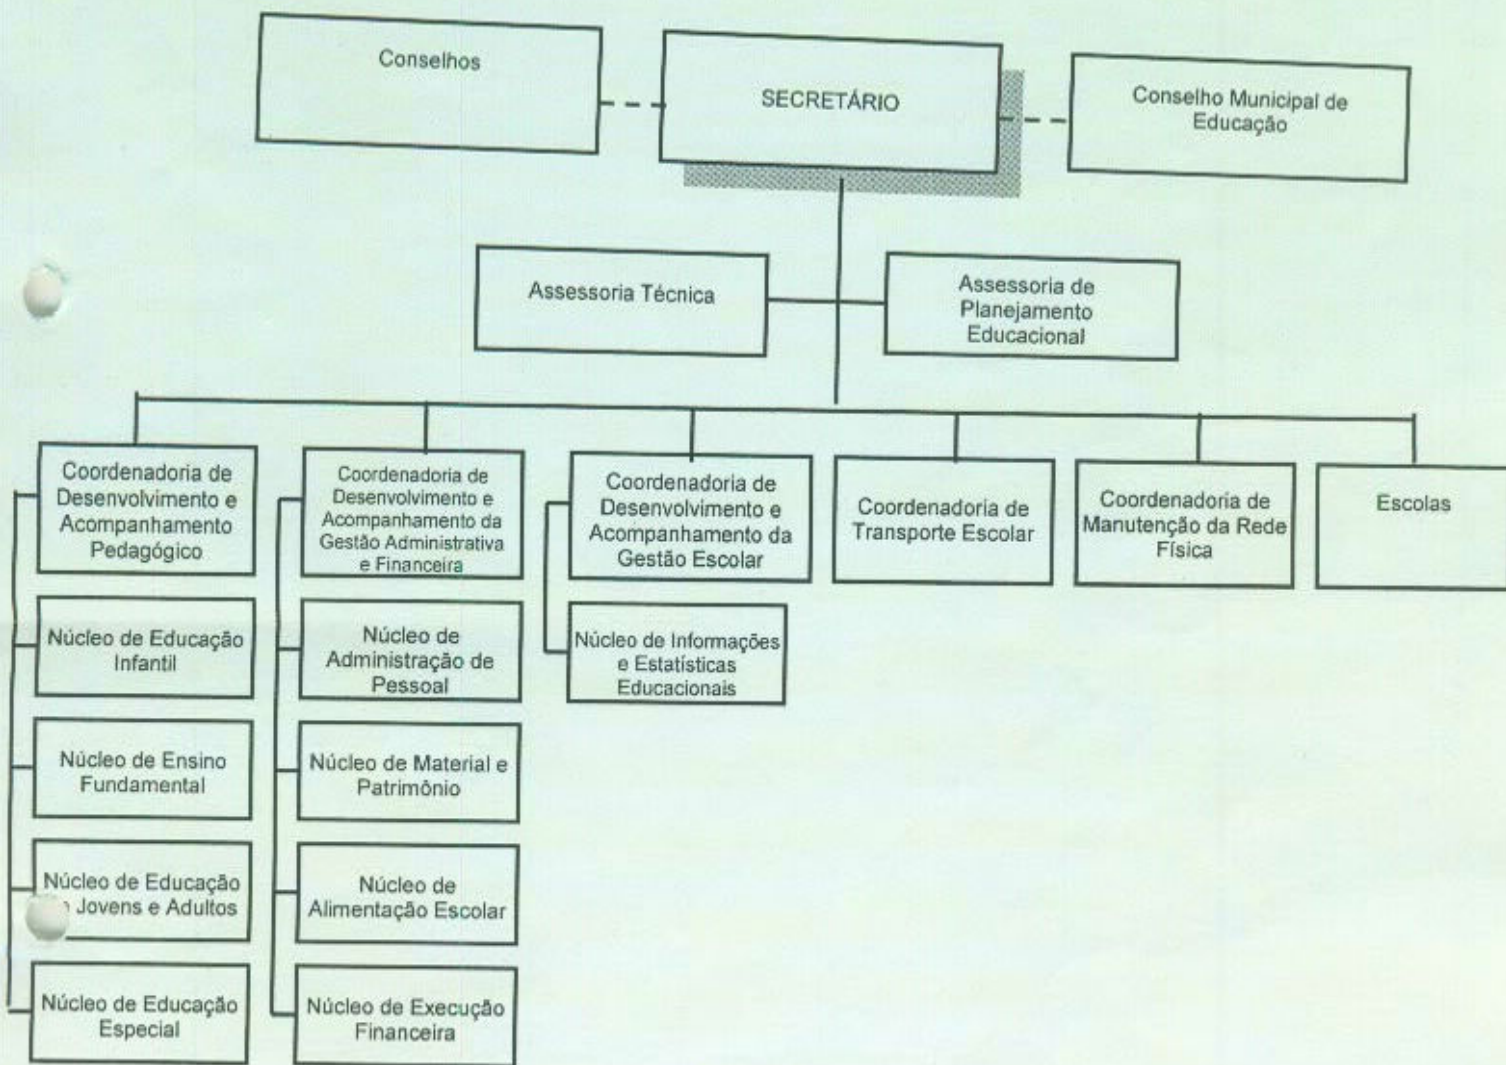 Conselhos
SECRETÁRIO
Conselho Municipal de
Educação
Assessoria Técnica
Assessoria de
Planejamento
Educacional
Coordenadoria de
Desenvolvimento e
Acompanhamento
Pedagógico
Coordenadoria de
Desenvolvimento e
Acompanhamento da
Gestão Administrativa
e Financeira
Coordenadoria de
Desenvolvimento e
Acompanhamento da
Gestão Escolar
Coordenadoria de
Transporte Escolar
Coordenadoria de
Manutenção da Rede
Física
Escolas
Núcleo de Educação
Infantil
Núcleo de Ensino
Fundamental
Núcleo de Educação
Jovens e Adultos
Núcleo de Educação
Especial
Núcleo de
Administração de
Pessoal
Núcleo de Material e
Patrimônio
Núcleo de
Alimentação Escolar
Núcleo de Execução
Financeira
Núcleo de Informações
e Estatísticas
Educacionais